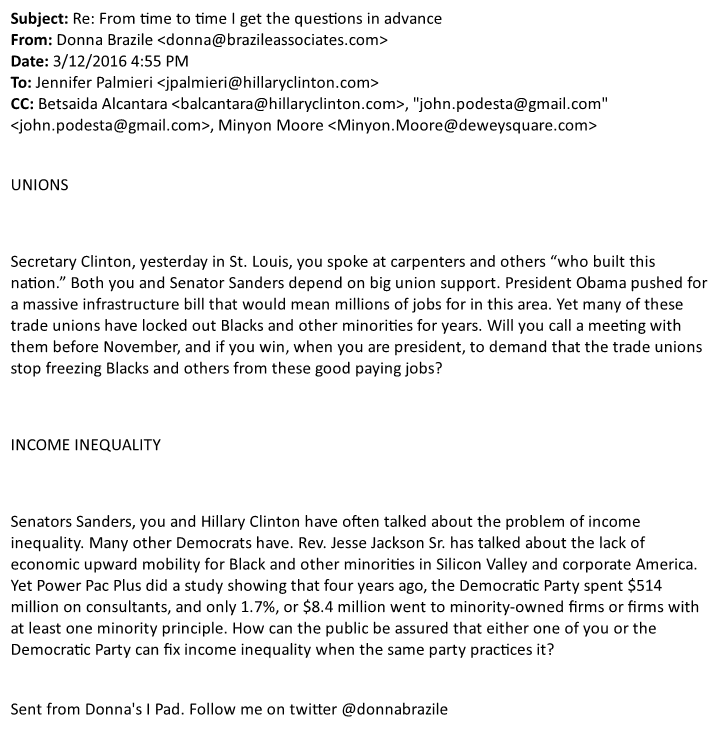 Subject: Re: From time to time I get the questions in advance
From: Donna Brazile <donna@brazileassociates.com>
Date: 3/12/2016 4:55 PM
To: Jennifer Palmieri <jpalmieri@hillaryclinton.com>
CC: Betsaida Alcantara <balcantara@hillaryclinton.com>, "john.podesta@gmail.com"
<john.podesta@gmail.com>, Minyon Moore <Minyon.Moore@deweysquare.com>
UNIONS
Secretary Clinton, yesterday in St. Louis, you spoke at carpenters and others “who built this
nation.” Both you and Senator Sanders depend on big union support. President Obama pushed for
a massive infrastructure bill that would mean millions of jobs for in this area. Yet many of these
trade unions have locked out Blacks and other minorities for years. Will you call a meeting with
them before November, and if you win, when you are president, to demand that the trade unions
stop freezing Blacks and others from these good paying jobs?
INCOME INEQUALITY
Senators Sanders, you and Hillary Clinton have often talked about the problem of income
inequality. Many other Democrats have. Rev. Jesse Jackson Sr. has talked about the lack of
economic upward mobility for Black and other minorities in Silicon Valley and corporate America.
Yet Power Pac Plus did a study showing that four years ago, the Democratic Party spent $514
million on consultants, and only 1.7%, or $8.4 million went to minority-owned firms or firms with
at least one minority principle. How can the public be assured that either one of you or the
Democratic Party can fix income inequality when the same party practices it?
Sent from Donna's I Pad. Follow me on twitter @donnabrazile